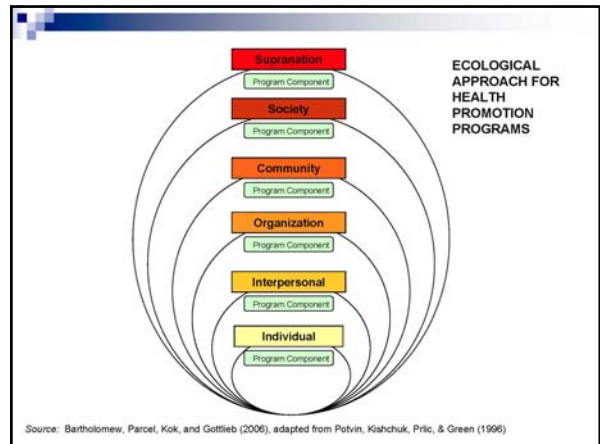 Supranation
Program Component
ECOLOGICAL
APPROACH FOR
HEALTH
PROMOTION
PROGRAMS
Society
Program Component
Community
Program Component
Organization
Program Component
Interpersonal
Program Component
Individual
Program Component
Source: Bartholomew, Parcel, Kok, and Gottlieb (2006), adapted from Potvin, Kishchuk, Prlic, & Green (1996)